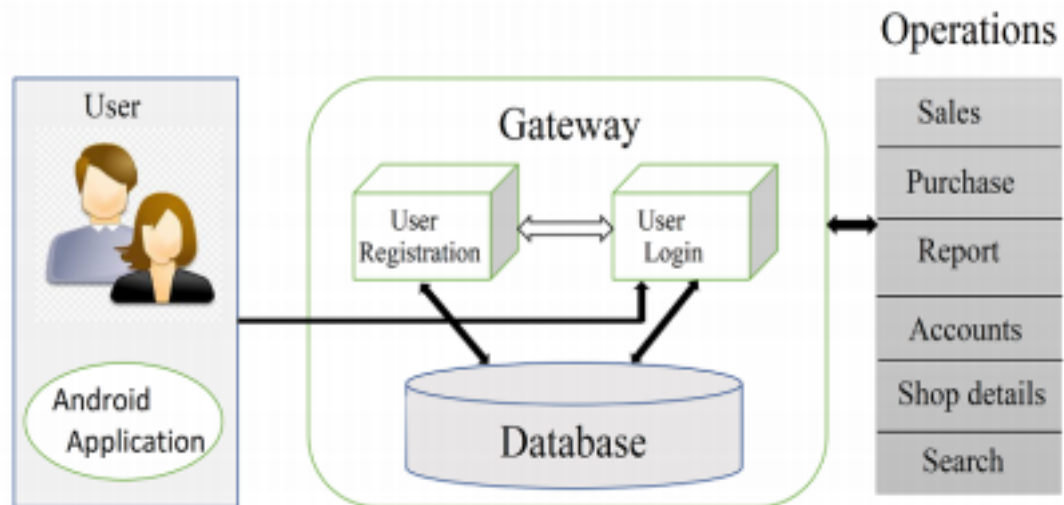 Operations
User
Android
Application
Gateway
User
Registration
User
Login
Database
Sales
Purchase
Report
Accounts
Shop details
Search